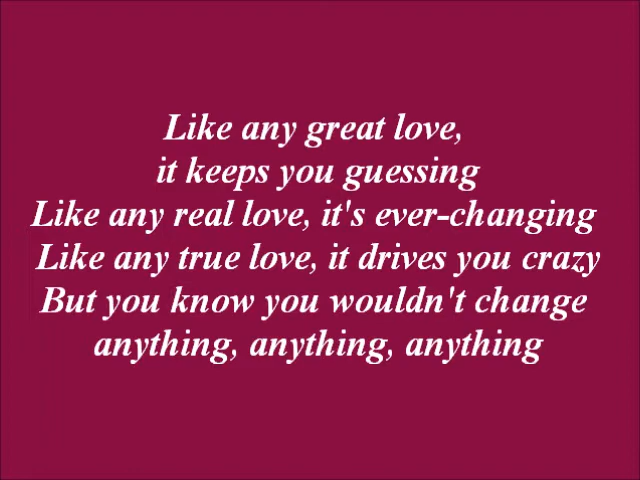 Like any great love,
it keeps you guessing
Like any real love, it's ever-changing
Like any true love, it drives you crazy
But you know you wouldn't change
anything, anything, anything